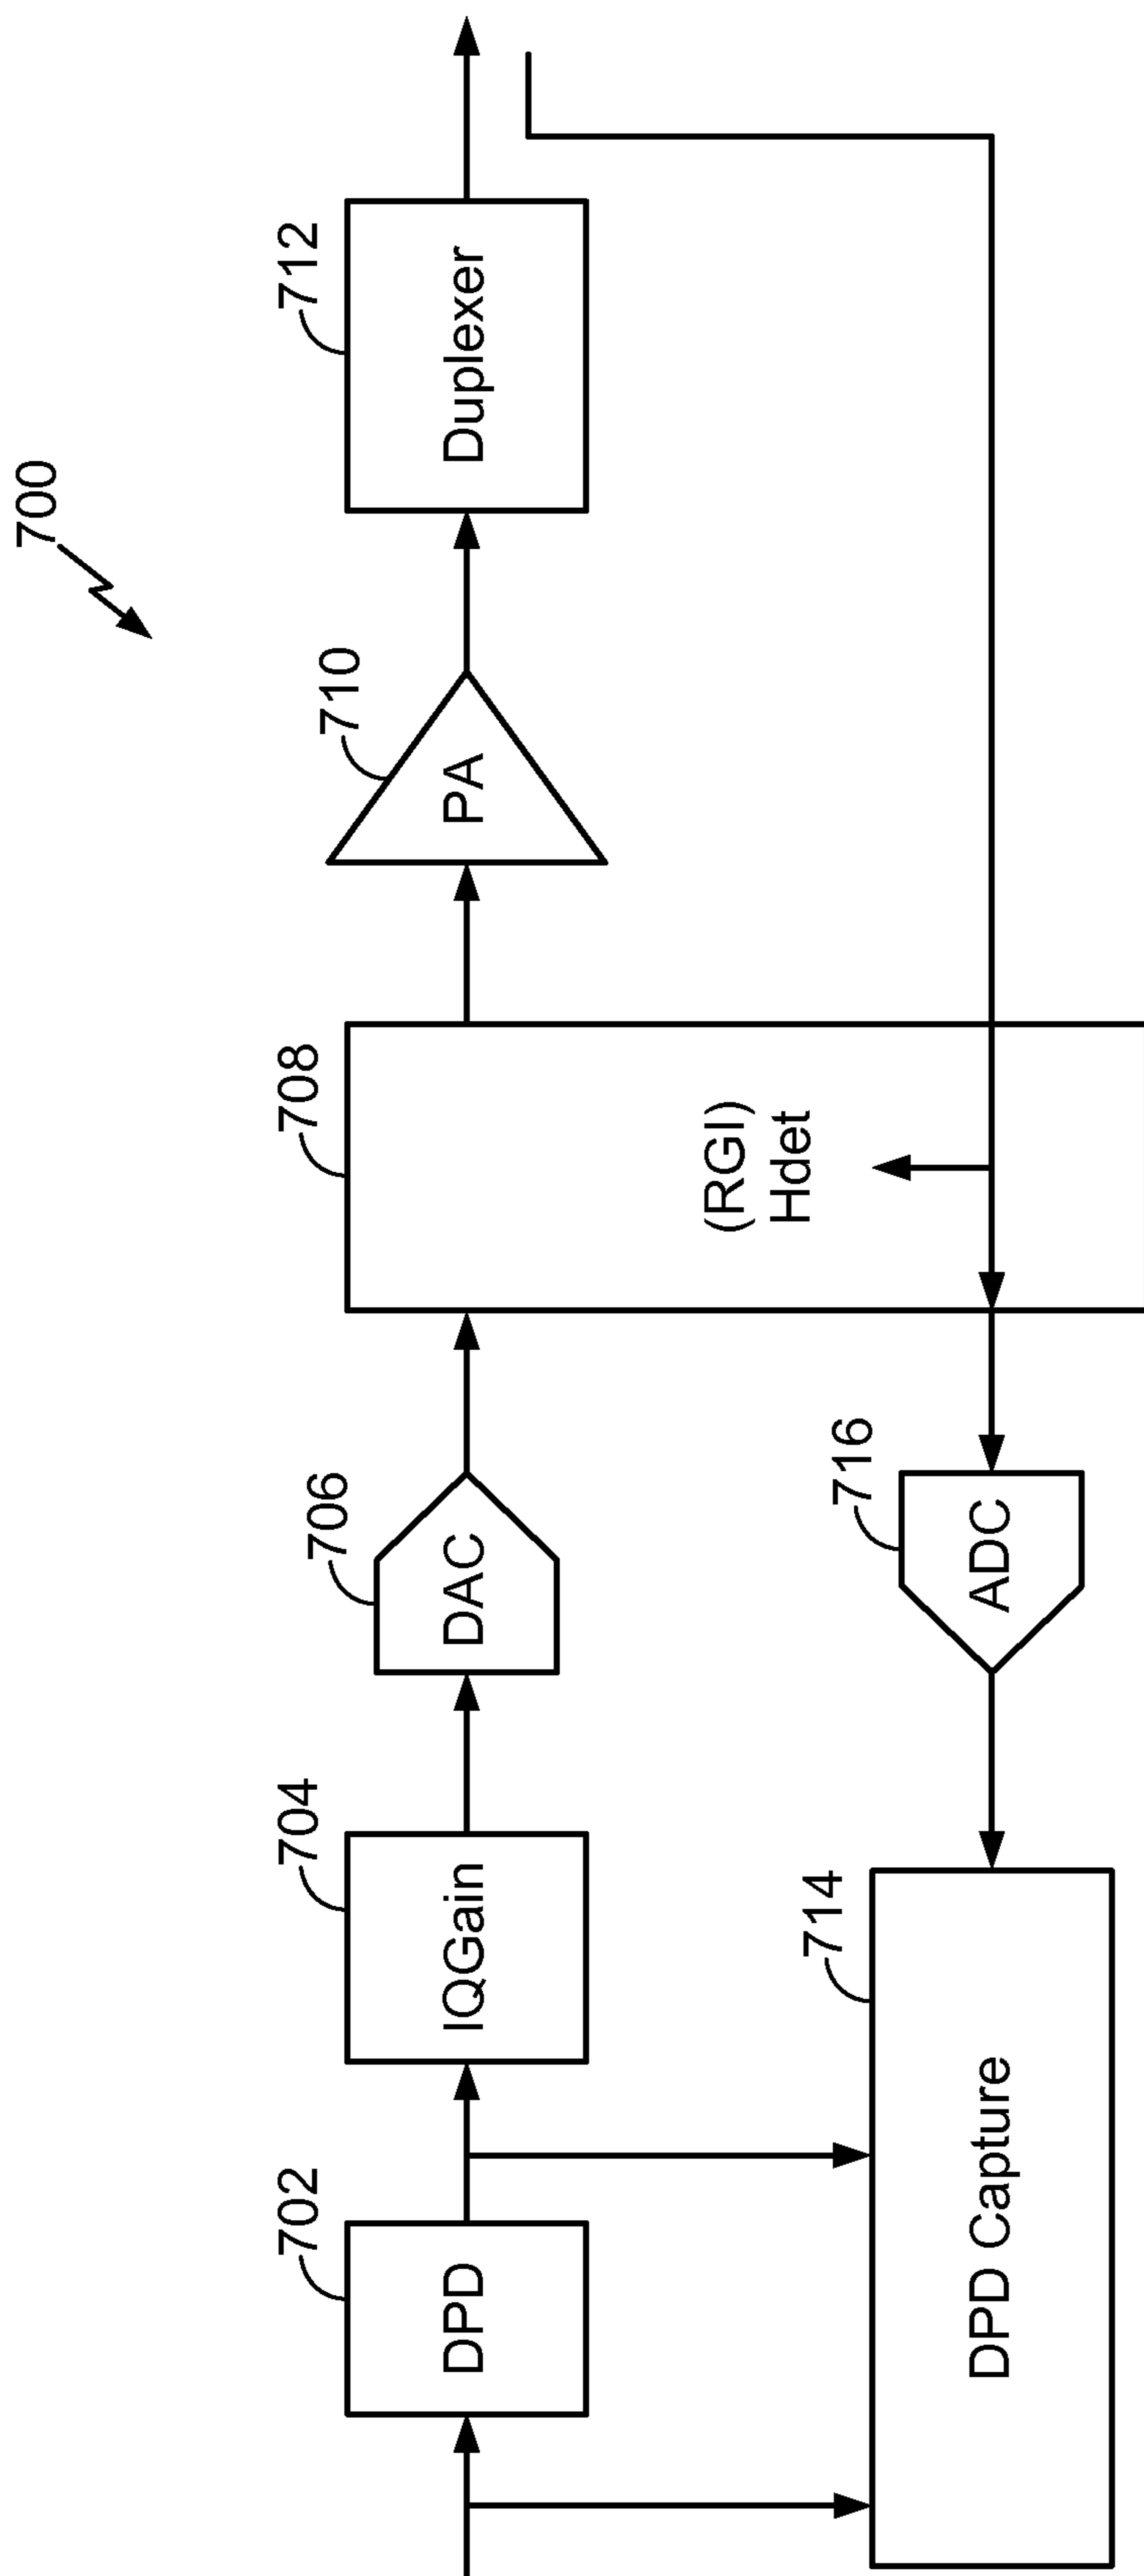 700
702
DPD
704
IQGain
706
DAC
708
(RGI)
Hdet
710
PA
712
Duplexer
714
DPD Capture
716
ADC